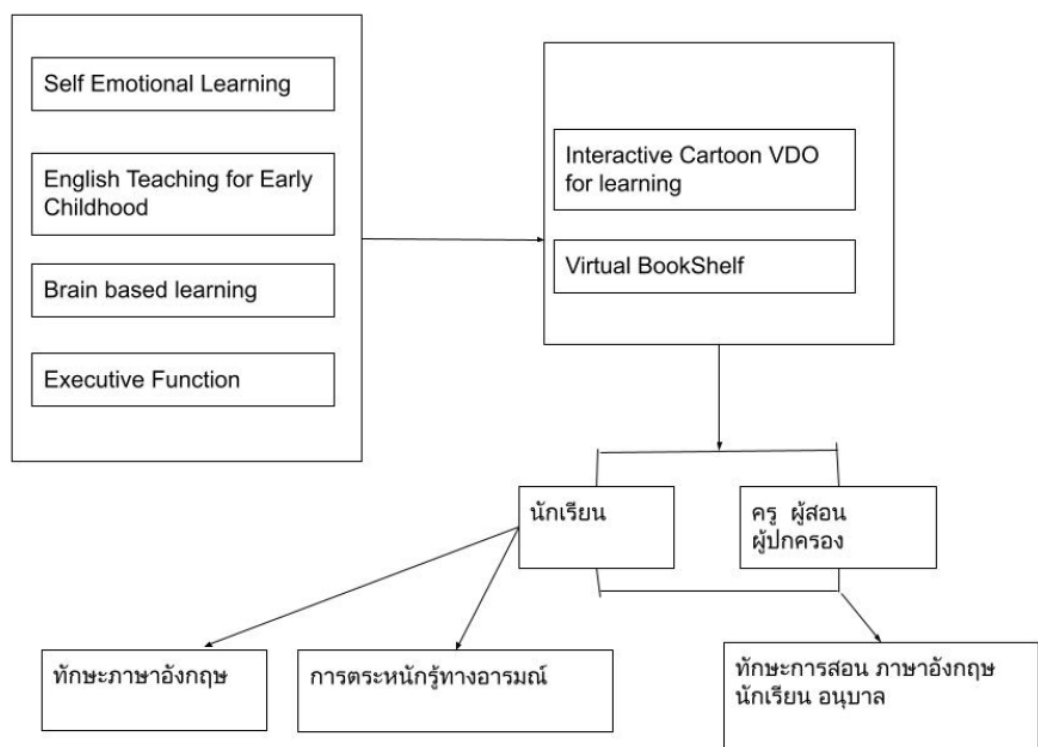 Self Emotional Learning
English Teaching for Early
Childhood
Brain based learning
Executive Function
Interactive Cartoon VDO
for learning
Virtual BookShelf
นักเรียน
ครู ผู้สอน
ผู้ปกครอง
ทักษะภาษาอังกฤษ
การตระหนักรู้ทางอารมณ์
ทักษะการสอน ภาษาอังกฤษ
นักเรียน อนุบาล